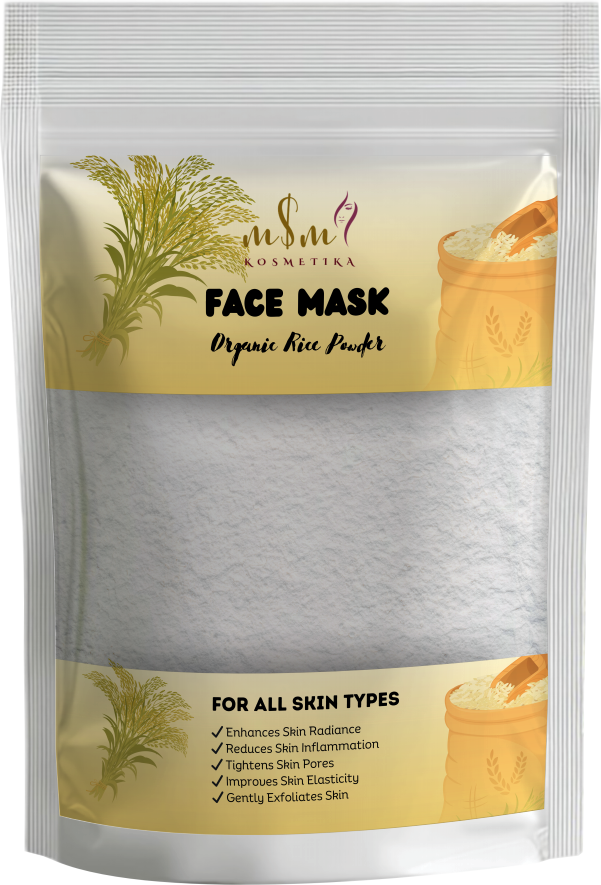 m$m
KOSMETIKA
FACE MASK
Organic Rice Powder
FOR ALL SKIN TYPES
✓ Enhances Skin Radiance
✓ Reduces Skin Inflammation
✓ Tightens Skin Pores
✓ Improves Skin Elasticity
✓ Gently Exfoliates Skin